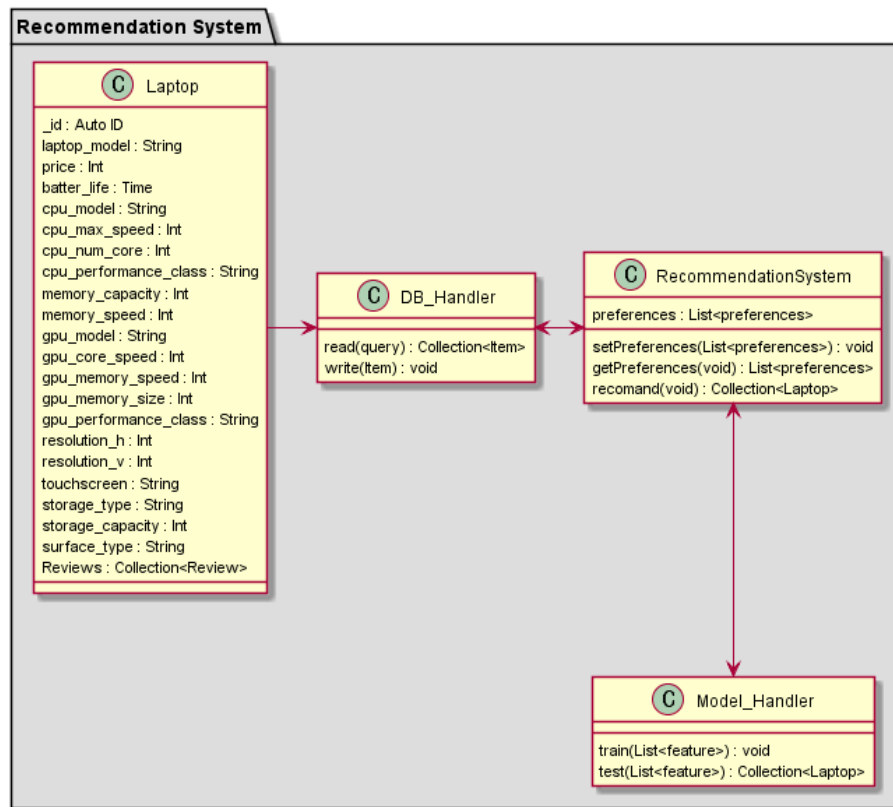 Recommendation System
C Laptop
_id : Auto ID
laptop_model : String
price : Int
batter_life : Time
cpu_model : String
cpu_max_speed : Int
cpu_num_core : Int
cpu_performance_class : String
memory_capacity : Int
memory_speed : Int
gpu_model : String
gpu_core_speed : Int
gpu_memory_speed : Int
gpu_memory_size : Int
gpu_performance_class : String
resolution_h : Int
resolution_v : Int
touchscreen : String
storage_type : String
storage_capacity : Int
surface_type : String
Reviews : Collection<Review>
C DB_Handler
read(query) : Collection<Item>
write(Item) : void
C RecommendationSystem
preferences : List<preferences>
setPreferences(List<preferences>) : void
getPreferences(void) : List<preferences>
recomand(void) : Collection<Laptop>
C Model_Handler
train(List<feature>) : void
test(List<feature>) : Collection<Laptop>